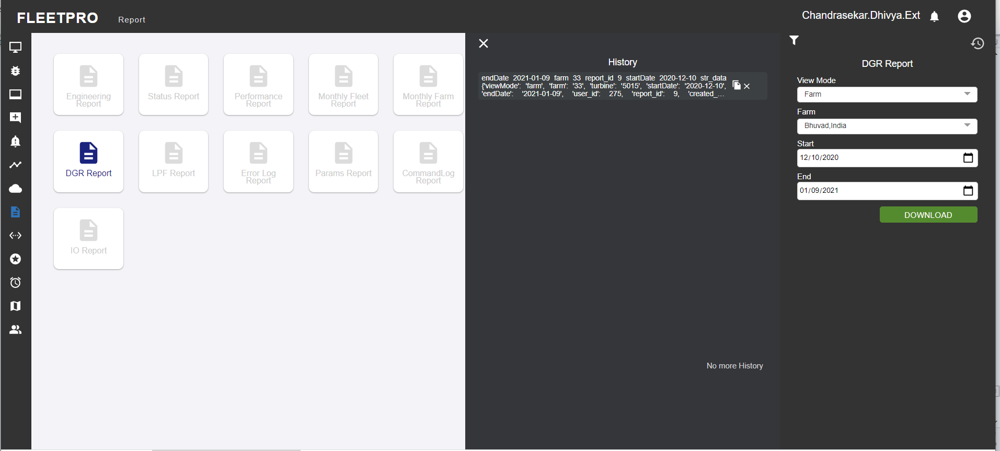 FLEETPRO
Report
Chandrasekar.Dhivya.Ext
Engineering
Report
Status Report
Performance
Report
Monthly Fleet
Report
Monthly Farm
Report
DGR Report
LPF Report
Error Log
Report
Params Report
CommandLog
Report
IO Report
History
endDate 2021-01-09 farm 33 report_id 9 startDate 2020-12-10 str_data
{'viewMode': 'farm', 'farm': '33', 'turbine': '5015', 'startDate': '2020-12-10',
'endDate': '2021-01-09', 'user_id': 275, 'report_id': 9, 'created_...
No more History
DGR Report
View Mode
Farm
Farm
Bhuvad,India
Start
12/10/2020
End
01/09/2021
DOWNLOAD